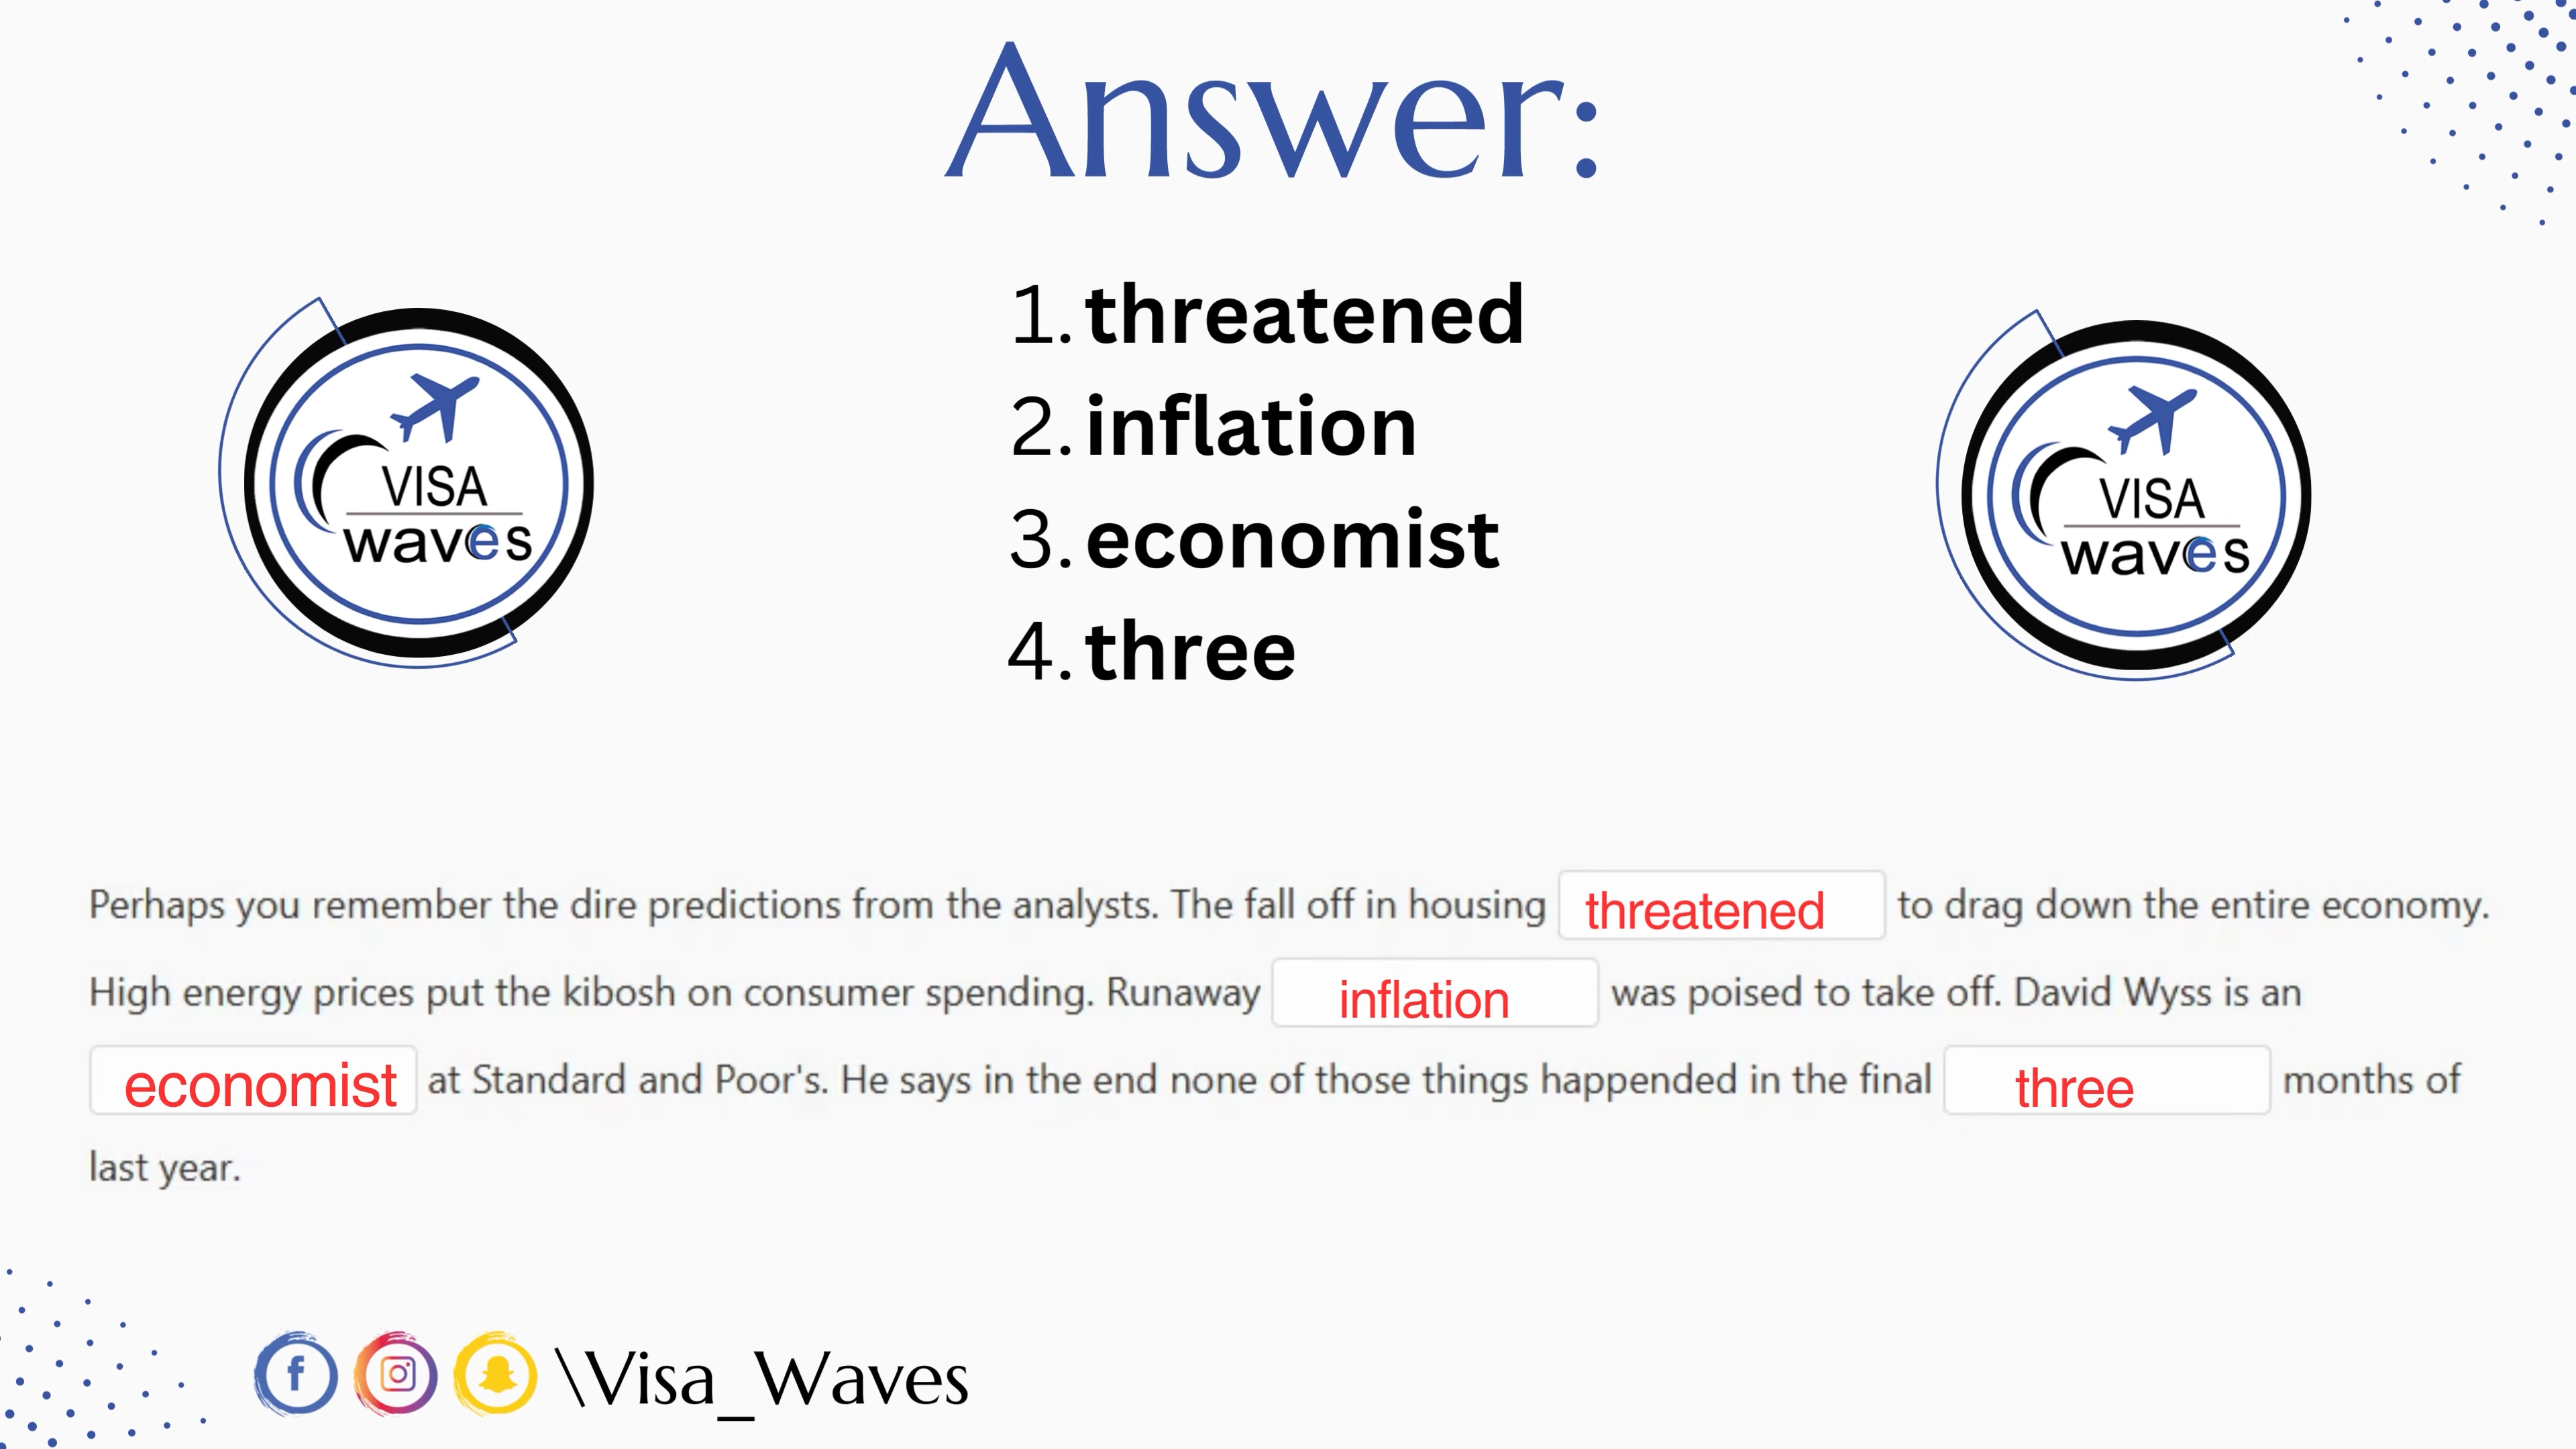 Answer:
1. threatened
2. inflation
3. economist
4. three
VISA
waves
VISA
waves
Perhaps you remember the dire predictions from the analysts. The fall off in housing threatened to drag down the entire economy.
High energy prices put the kibosh on consumer spending. Runaway inflation was poised to take off. David Wyss is an
economist at Standard and Poor's. He says in the end none of those things happended in the final three months of
last year.
\Visa_Waves